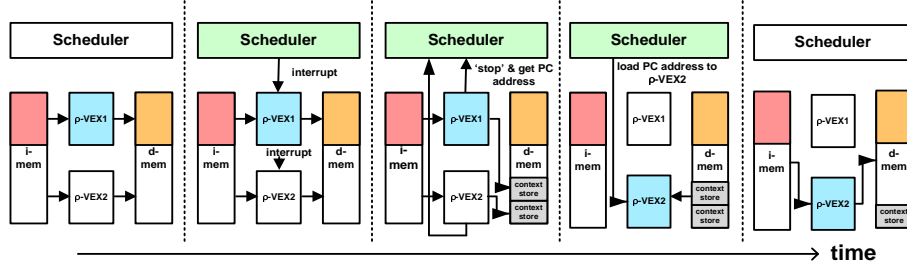 Scheduler
ρ-VEX1
i-
mem
d-
mem
ρ-VEX2
Scheduler
interrupt
ρ-VEX1
i-
mem
interrupt
d-
mem
ρ-VEX2
Scheduler
'stop' & get PC
address
ρ-VEX1
i-
mem
d-
mem
ρ-VEX2
context
store
context
store
Scheduler
load PC address to
ρ-VEX2
ρ-VEX1
i-
mem
d-
mem
ρ-VEX2
context
store
context
store
Scheduler
ρ-VEX1
i-
mem
d-
mem
ρ-VEX2
context
store
time